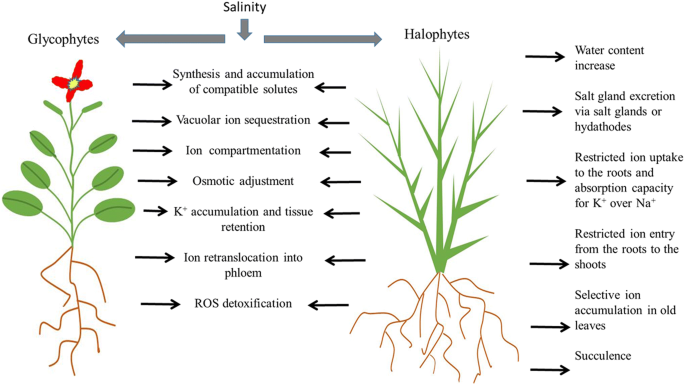 Salinity
Glycophytes
Halophytes
Synthesis and accumulation
of compatible solutes
Vacuolar ion sequestration
Ion compartmentation
Osmotic adjustment
K⁺ accumulation and tissue
retention
Ion retranslocation into
phloem
ROS detoxification
Water content
increase
Salt gland excretion
via salt glands or
hydathodes
Restricted ion uptake
to the roots and
absorption capacity
for K⁺ over Na⁺
Restricted ion entry
from the roots to the
shoots
Selective ion
accumulation in old
leaves
Succulence